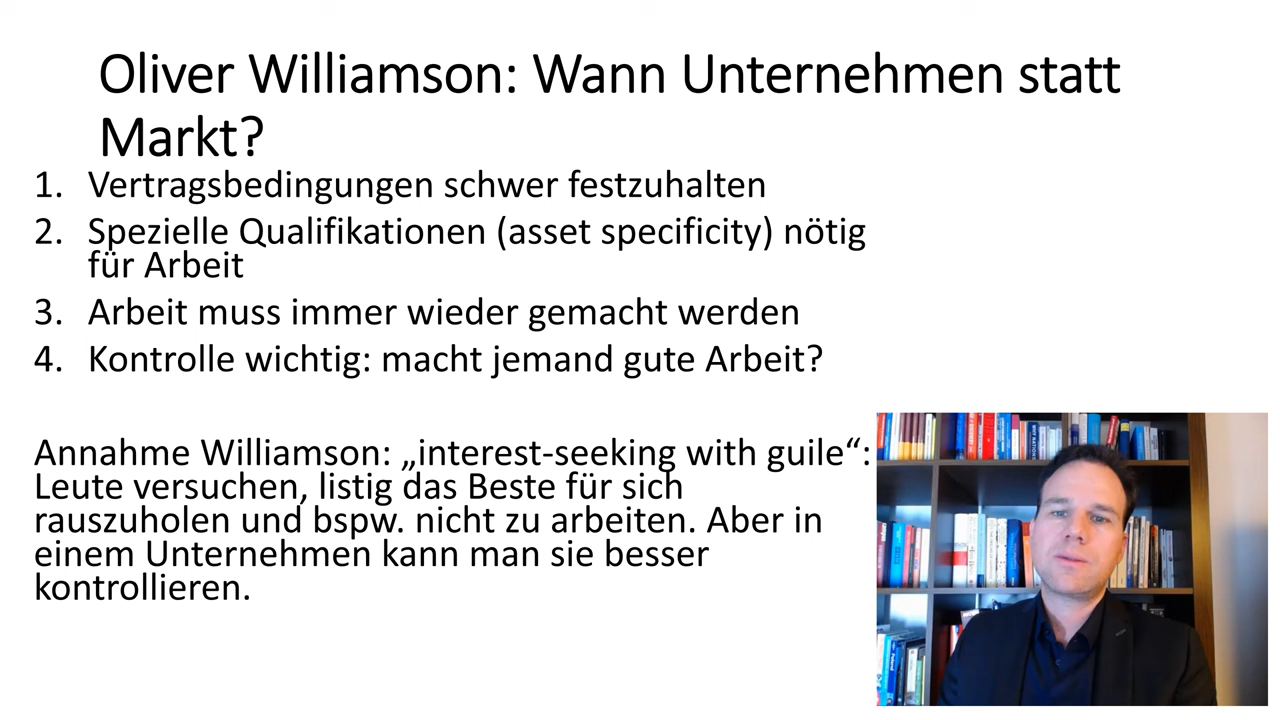 Oliver Williamson: Wann Unternehmen statt
Markt?
1. Vertragsbedingungen schwer festzuhalten
2. Spezielle Qualifikationen (asset specificity) nötig
für Arbeit
3. Arbeit muss immer wieder gemacht werden
4. Kontrolle wichtig: macht jemand gute Arbeit?
Annahme Williamson: „interest-seeking with guile“:
Leute versuchen, listig das Beste für sich
rauszuholen und bspw. nicht zu arbeiten. Aber in
einem Unternehmen kann man sie besser
kontrollieren.